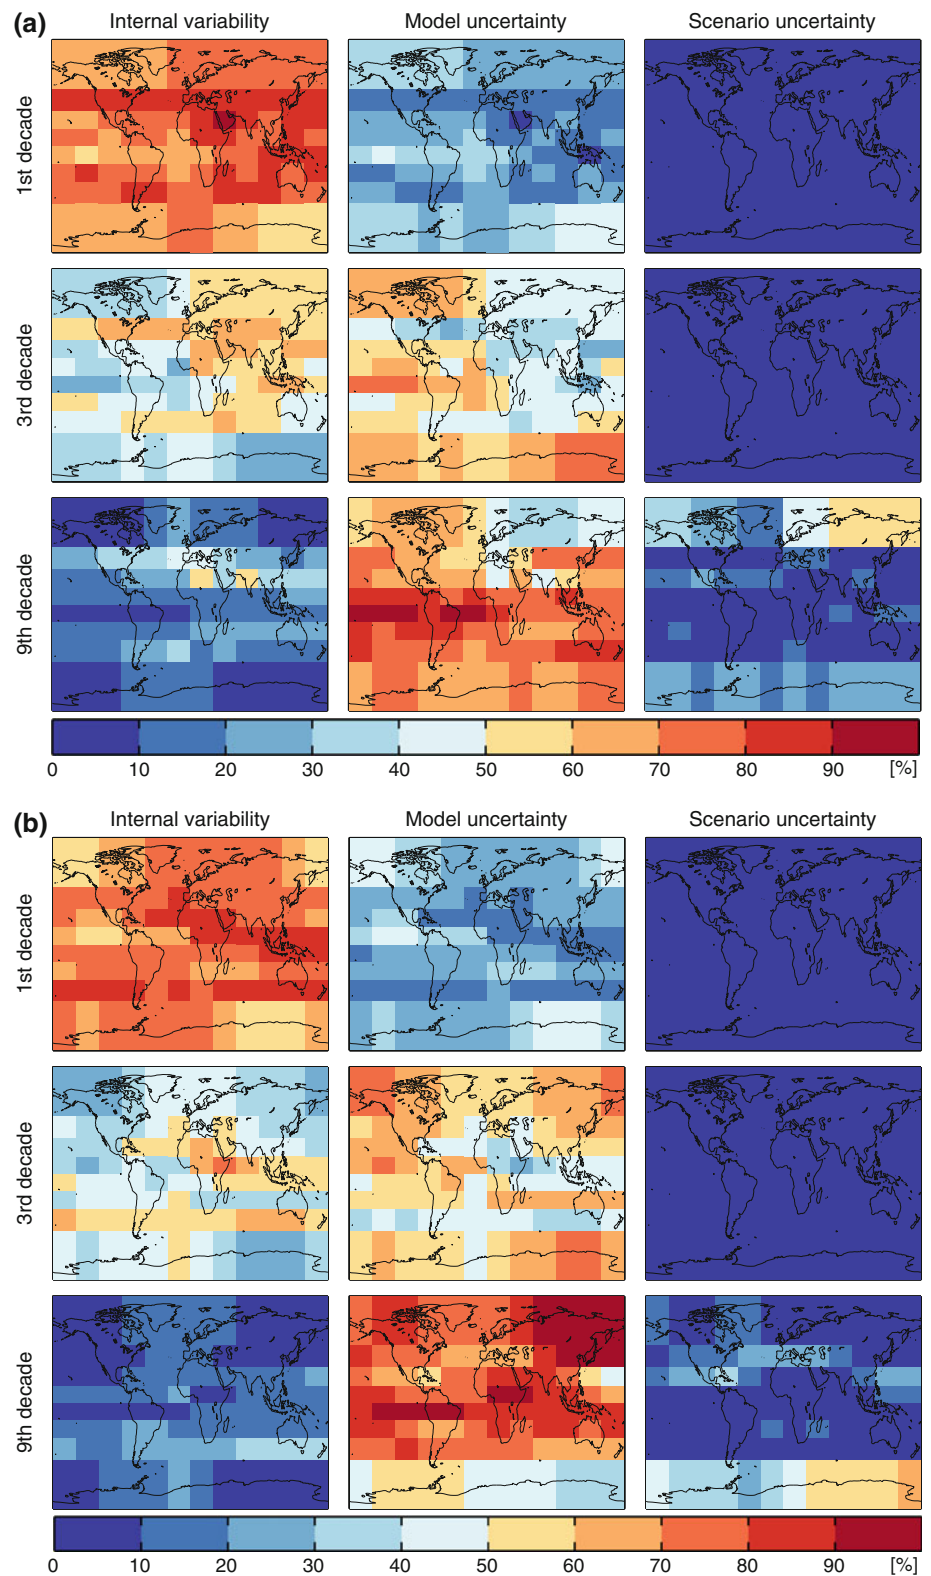 (a)
Internal variability Model uncertainty Scenario uncertainty
1st decade
3rd decade
9th decade
0 10 20 30 40 50 60 70 80 90 [%]
(b)
Internal variability Model uncertainty Scenario uncertainty
1st decade
3rd decade
9th decade
0 10 20 30 40 50 60 70 80 90 [%]